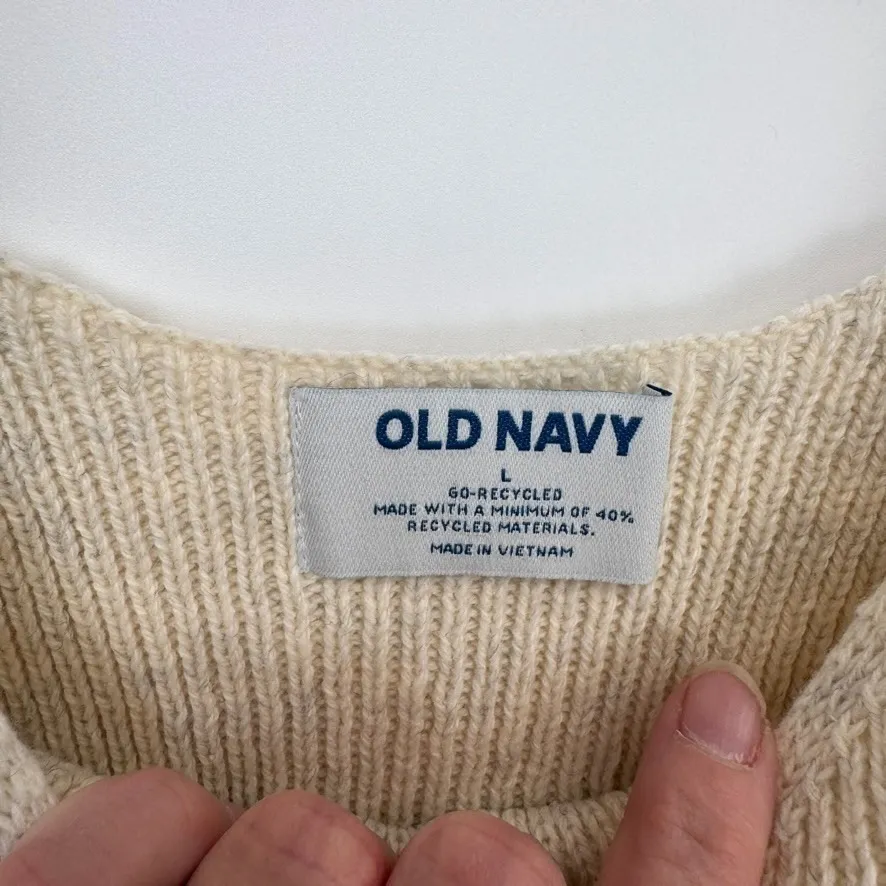 OLD NAVY
L
GO-RECYCLED
MADE WITH A MINIMUM OF 40%
RECYCLED MATERIALS.
MADE IN VIETNAM